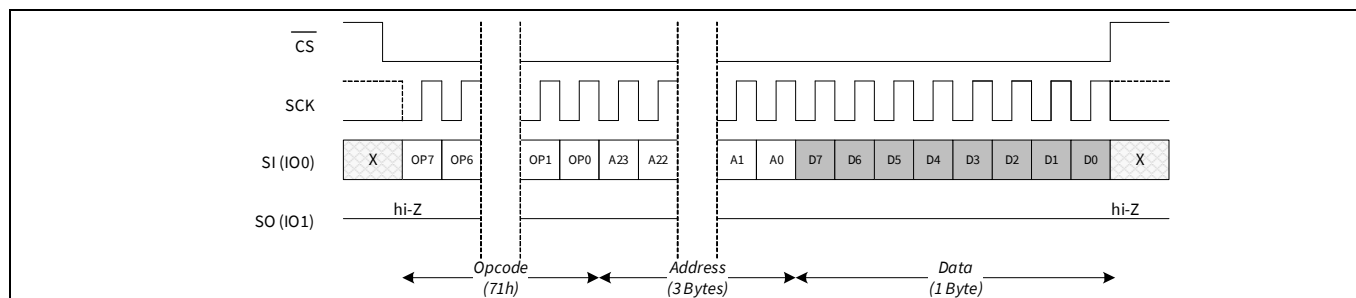 CS
SCK
SI (IO0) X OP7 OP6 OP1 OP0 A23 A22 A1 A0 D7 D6 D5 D4 D3 D2 D1 D0 X
hi-Z hi-Z
SO (IO1)
Opcode Address Data
(71h) (3 Bytes) (1 Byte)